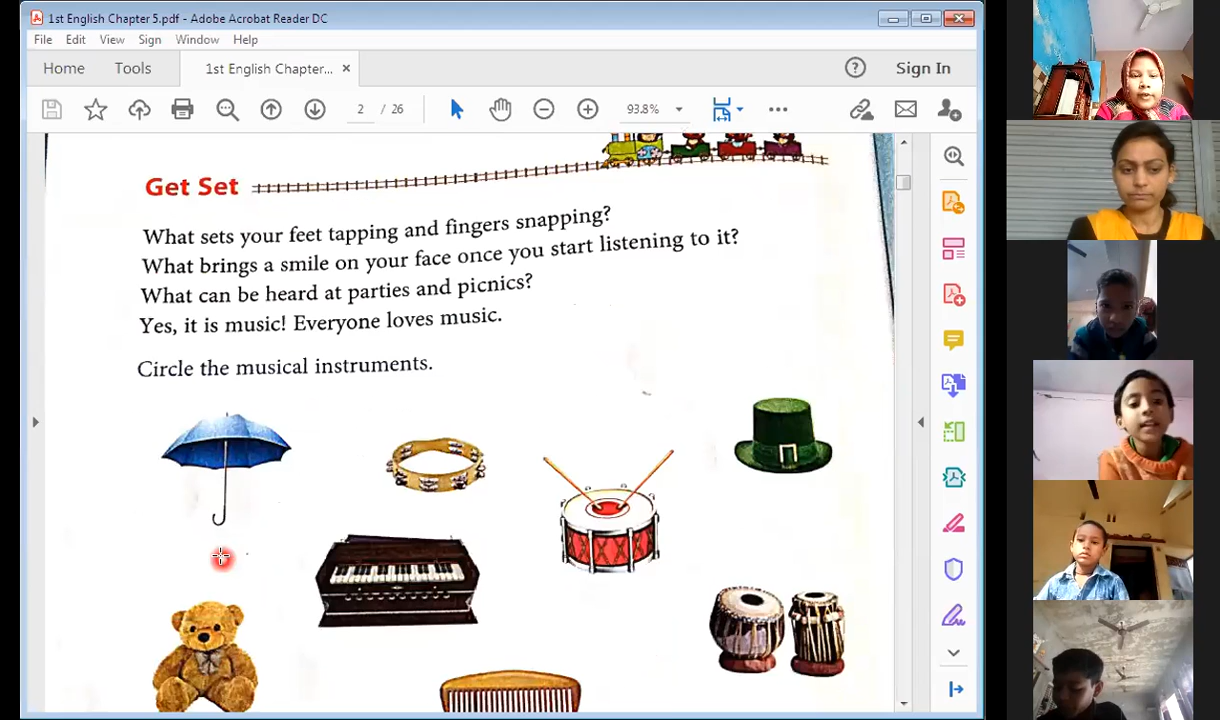 1st English Chapter 5.pdf - Adobe Acrobat Reader DC
File Edit View Sign Window Help
Home Tools 1st English Chapter... × Sign In
2 / 26 93.8%
Get Set
What sets your feet tapping and fingers snapping?
What brings a smile on your face once you start listening to it?
What can be heard at parties and picnics?
Yes, it is music! Everyone loves music.
Circle the musical instruments.